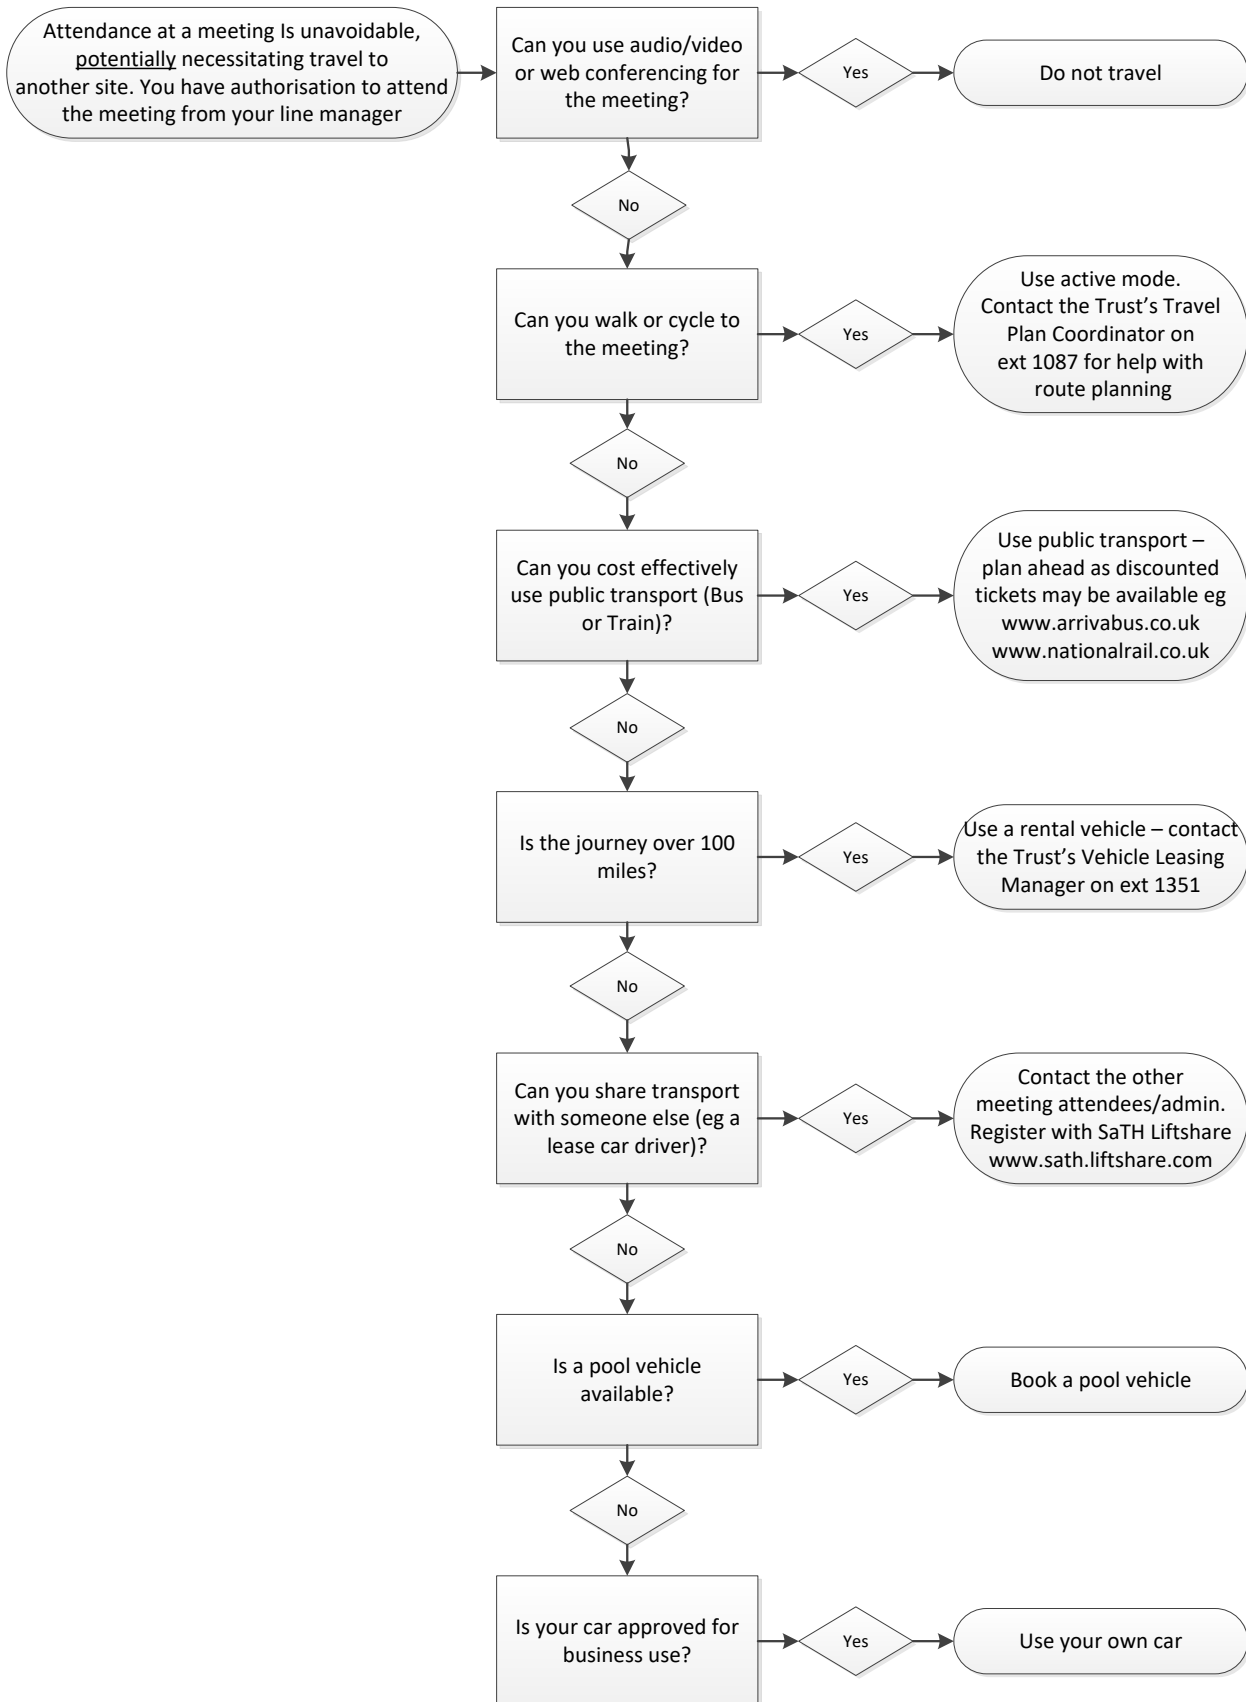 Attendance at a meeting Is unavoidable,
potentially necessitating travel to
another site. You have authorisation to attend
the meeting from your line manager
Can you use audio/video
or web conferencing for
the meeting?
Yes
Do not travel
No
Can you walk or cycle to
the meeting?
Yes
Use active mode.
Contact the Trust’s Travel
Plan Coordinator on
ext 1087 for help with
route planning
No
Can you cost effectively
use public transport (Bus
or Train)?
Yes
Use public transport –
plan ahead as discounted
tickets may be available eg
www.arrivabus.co.uk
www.nationalrail.co.uk
No
Is the journey over 100
miles?
Yes
Use a rental vehicle – contact
the Trust’s Vehicle Leasing
Manager on ext 1351
No
Can you share transport
with someone else (eg a
lease car driver)?
Yes
Contact the other
meeting attendees/admin.
Register with SaTH Liftshare
www.sath.liftshare.com
No
Is a pool vehicle
available?
Yes
Book a pool vehicle
No
Is your car approved for
business use?
Yes
Use your own car